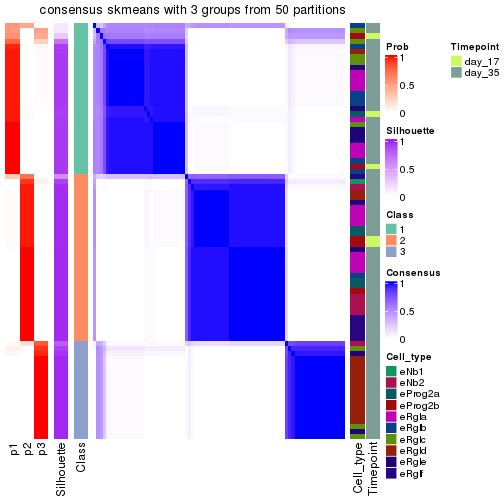 consensus skmeans with 3 groups from 50 partitions
Prob
1
0.5
0
Silhouette
1
0.5
0
Class
1
2
3
Consensus
1
0.5
0
Cell_type
eNb1
eNb2
eProg2a
eProg2b
eRgla
eRglb
eRglc
eRgld
eRgle
eRglf
Timepoint
day_17
day_35
p1
p2
p3
Silhouette
Class
Cell_type
Timepoint